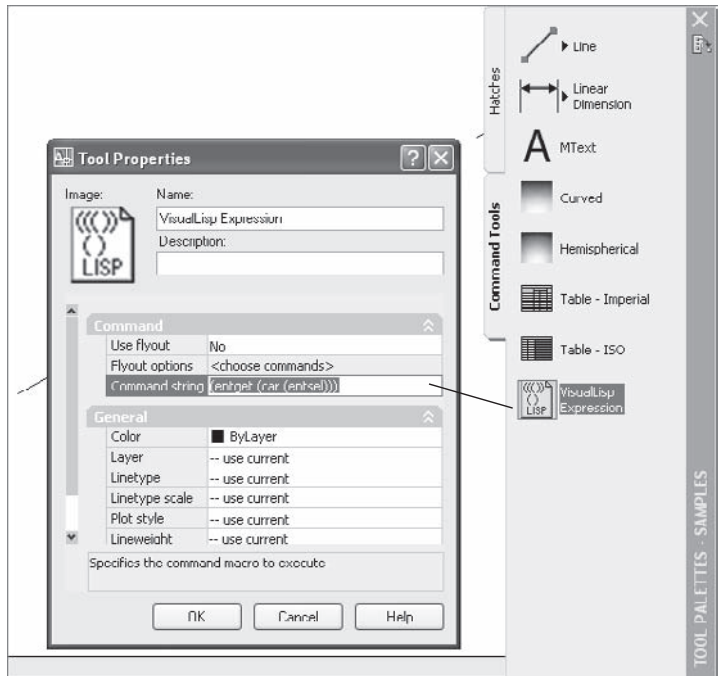 Tool Properties
Image:
Name:
VisualLisp Expression
Description:
LISP
Command
Use flyout No
Flyout options <choose commands>
Command string (entget (car (entsel)))
General
Color ByLayer
Layer -- use current
Linetype -- use current
Linetype scale -- use current
Plot style -- use current
Lineweight -- use current
Specifies the command macro to execute
OK
Cancel
Help
Hatches
Command Tools
Line
Linear
Dimension
A MText
Curved
Hemispherical
Table - Imperial
Table - ISO
LISP
VisualLisp
Expression
TOOL PALETTES - SAMPLES